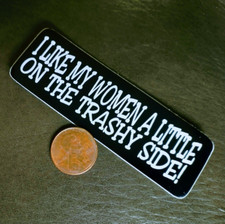 I LIKE MY WOMEN A LITTLE
ON THE TRASHY SIDE!